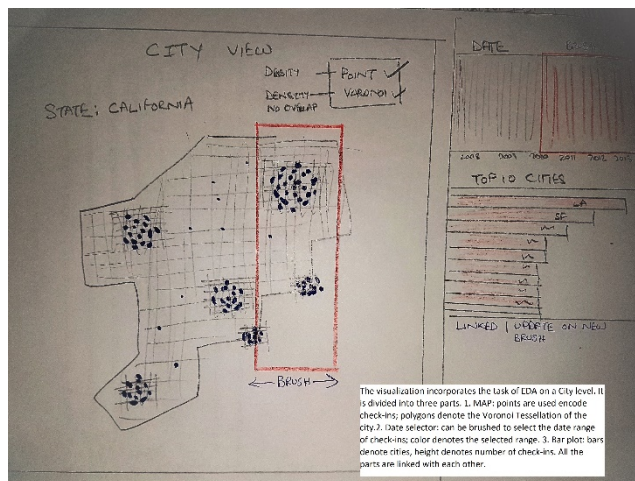 CITY VIEW
STATE: CALIFORNIA
DESITY
POINT
DENSITY
NO OVERLAP
VORONOI
BRUSH
DATE
2008 2009 2010 2011 2012
TOP 10 CITIES
LA
SF
LINKED | UPDATE ON NEW
BRUSH
The visualization incorporates the task of EDA on a City level. It
is divided into three parts. 1. MAP: points are used encode
check-ins; polygons denote the Voronoi Tessellation of the
city.2. Date selector: can be brushed to select the date range
of check-ins; color denotes the selected range. 3. Bar plot: bars
denote cities, height denotes number of check-ins. All the
parts are linked with each other.